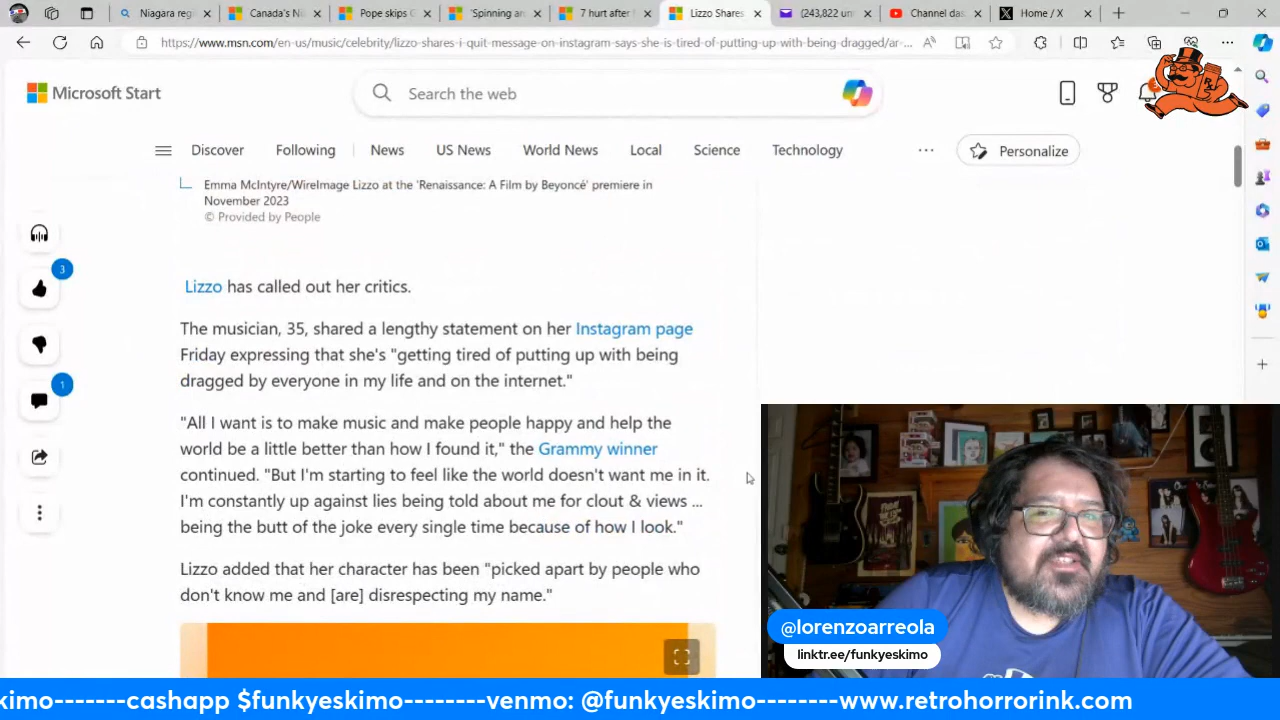 Niagara reg
Canada's Ni
Pope skips G
'Spinning an
7 hurt after
Lizzo Shares
(243,822 un
Channel das
Home / X
https://www.msn.com/en-us/music/celebrity/lizzo-shares-i-quit-message-on-instagram-says-she-is-tired-of-putting-up-with-being-dragged/ar-...
Microsoft Start
Search the web
Discover
Following
News
US News
World News
Local
Science
Technology
Personalize
Emma McIntyre/WireImage Lizzo at the 'Renaissance: A Film by Beyoncé' premiere in
November 2023
© Provided by People
3
1
Lizzo has called out her critics.
The musician, 35, shared a lengthy statement on her Instagram page
Friday expressing that she's "getting tired of putting up with being
dragged by everyone in my life and on the internet."
"All I want is to make music and make people happy and help the
world be a little better than how I found it," the Grammy winner
continued. "But I'm starting to feel like the world doesn't want me in it.
I'm constantly up against lies being told about me for clout & views ...
being the butt of the joke every single time because of how I look."
Lizzo added that her character has been "picked apart by people who
don't know me and [are] disrespecting my name."
@lorenzoarreola
linktr.ee/funkyeskimo
kimo-------cashapp $funkyeskimo--------venmo: @funkyeskimo--------www.retrohorrorink.com